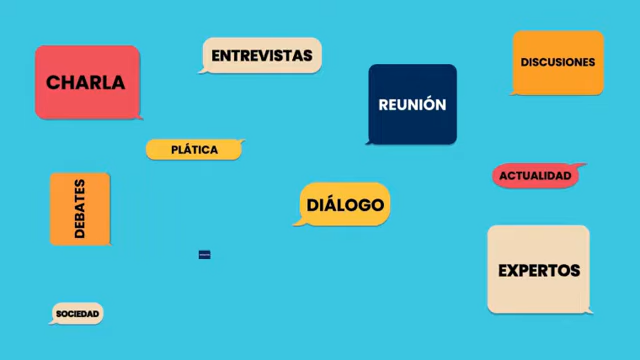 ENTREVISTAS
DISCUSIONES
CHARLA
REUNIÓN
PLÁTICA
ACTUALIDAD
DEBATES
DIÁLOGO
EXPERTOS
SOCIEDAD